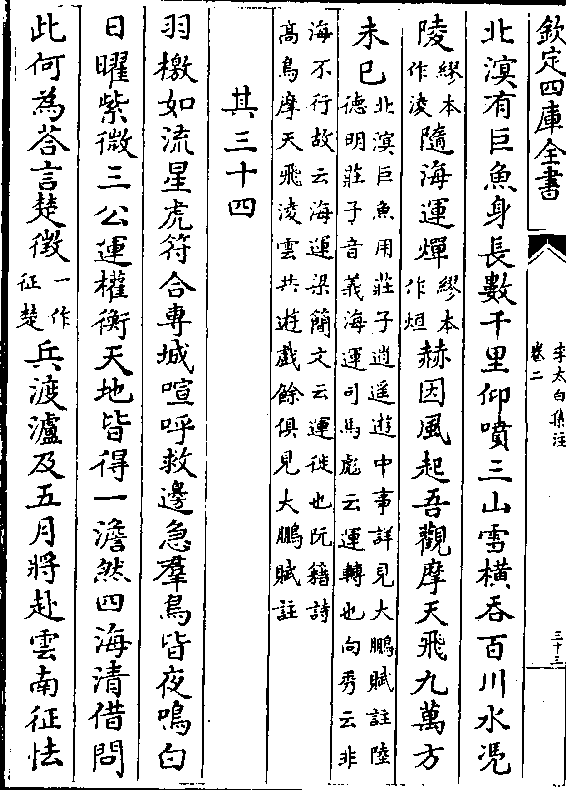 欽定四庫全書
李太白集注
卷二
三十三
北溟有巨魚身長數千里仰噴三山雪橫吞百川水憑
陵繆本作淩隨海運燀繆本作烜赫因風起吾觀摩天飛九萬方
未已北溟巨魚用莊子逍遙遊中事詳見大鵬賦註陸德明莊子音義海運司馬彪云運轉也向秀云非
海不行故云海運梁簡文云運徙也阮籍詩高鳥摩天飛淩雲共遊戲餘俱見大鵬賦註
其三十四
羽檄如流星虎符合專城喧呼救邊急羣鳥皆夜鳴白
日曜紫微三公運權衡天地皆得一澹然四海清借問
此何為荅言楚徵一作征楚兵渡瀘及五月將赴雲南征怯